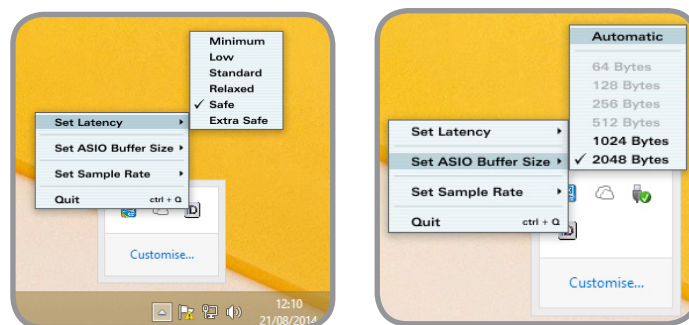 Minimum
Low
Standard
Relaxed
✓ Safe
Extra Safe
Set Latency
Set ASIO Buffer Size
Set Sample Rate
Quit ctrl + Q
D
Customise...
12:10
21/08/2014
Automatic
64 Bytes
128 Bytes
256 Bytes
512 Bytes
1024 Bytes
✓ 2048 Bytes
Set Latency
Set ASIO Buffer Size
Set Sample Rate
Quit ctrl + Q
D
Customise...